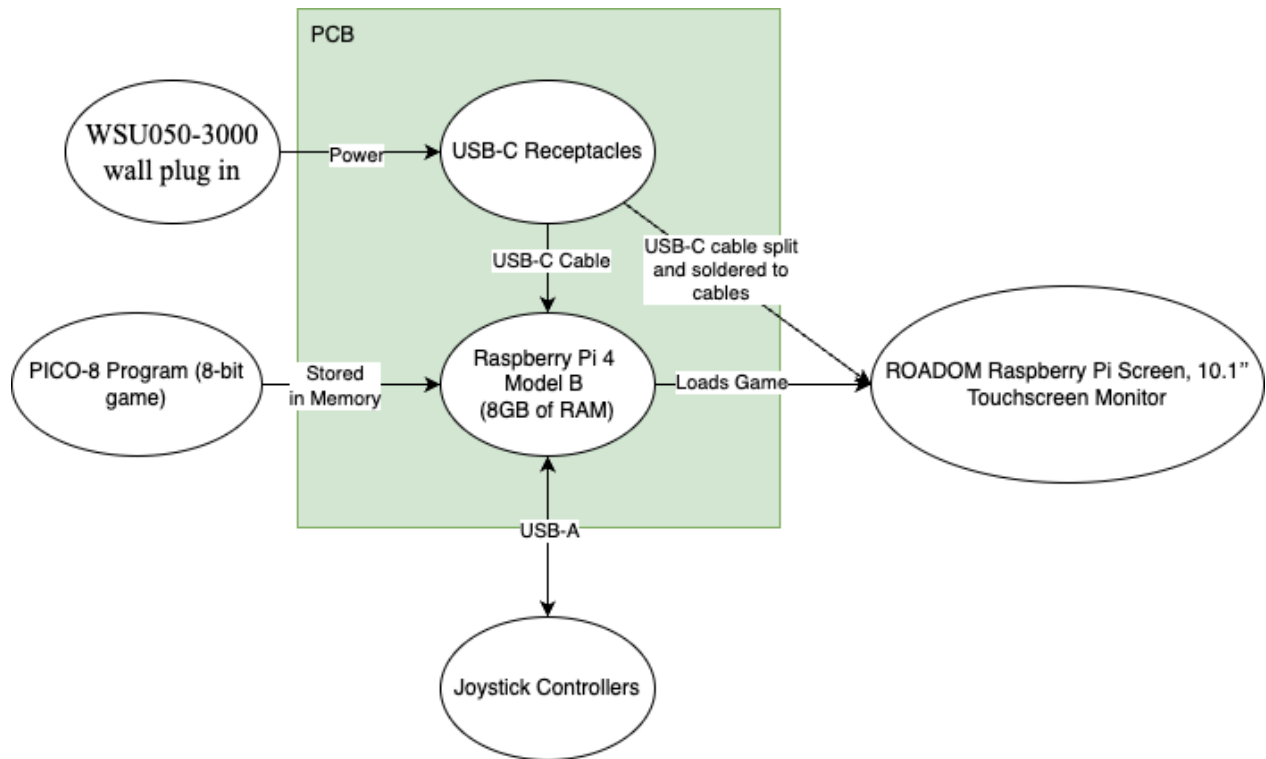 PCB
WSU050-3000
wall plug in
Power
USB-C Receptacles
USB-C Cable
USB-C cable split
and soldered to
cables
PICO-8 Program (8-bit
game)
Stored
in Memory
Raspberry Pi 4
Model B
(8GB of RAM)
Loads Game
ROADOM Raspberry Pi Screen, 10.1”
Touchscreen Monitor
USB-A
Joystick Controllers